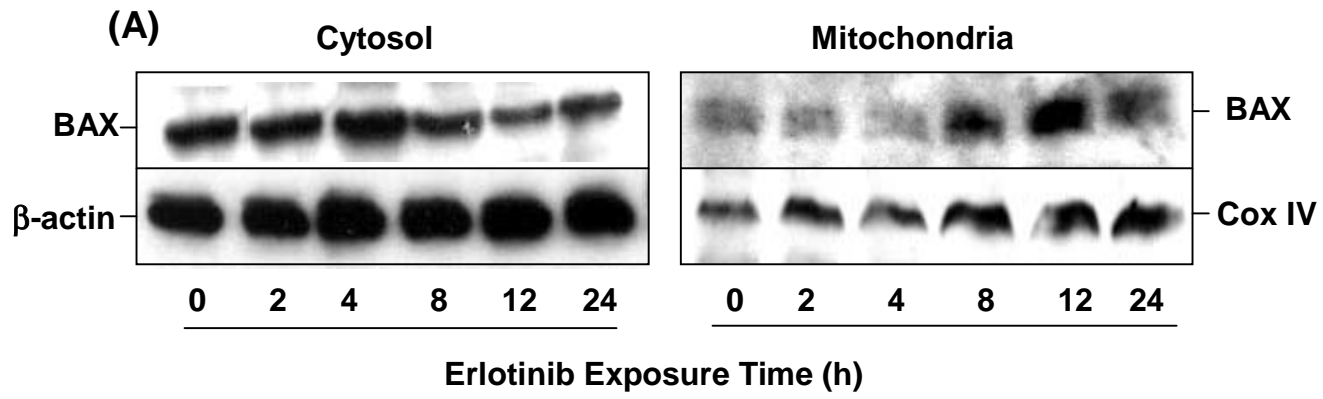 (A)
Cytosol Mitochondria
BAX BAX
β-actin Cox IV
0 2 4 8 12 24 0 2 4 8 12 24
Erlotinib Exposure Time (h)